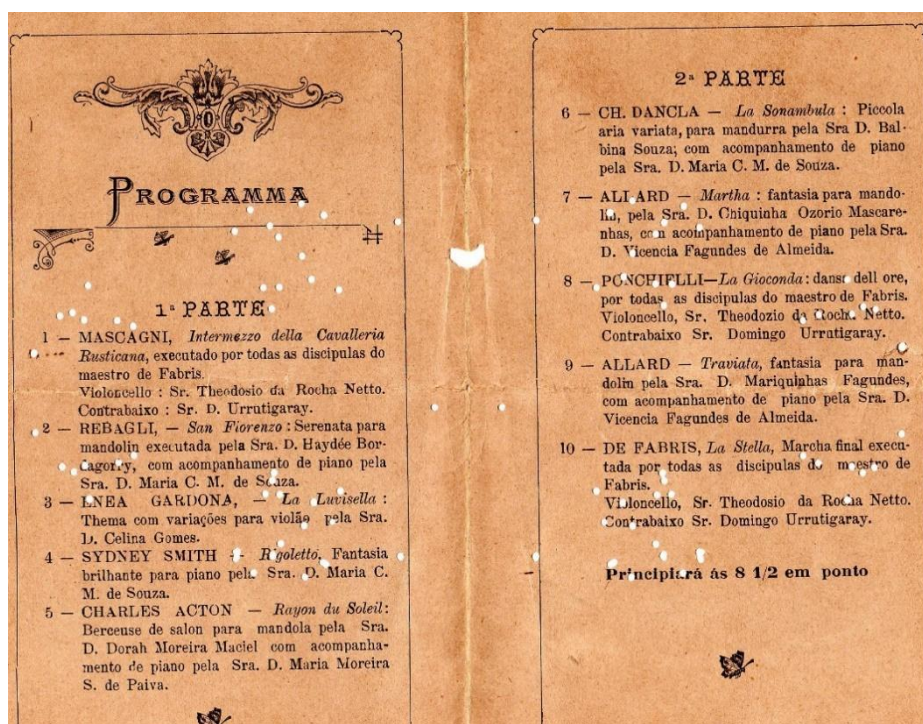 PROGRAMMA
1ª PARTE
1 — MASCAGNI, Intermezzo della Cavalleria
Rusticana, executado por todas as discipulas do
maestro de Fabris.
Violoncello : Sr. Theodosio da Rocha Netto.
Contrabaixo : Sr. D. Urrutigaray.
2 — REBAGLI, — San Fiorenzo : Serenata para
mandolin executada pela Sra. D. Haydée Bor-
dagorry, com acompanhamento de piano pela
Sra. D. Maria C. M. de Souza.
3 — ENEA GARDONA, — La Luvisella :
Thema com variações para violão pela Sra.
D. Celina Gomes.
4 — SYDNEY SMITH — Rigoletto, Fantasia
brilhante para piano pela Sra. D. Maria C.
M. de Souza.
5 — CHARLES ACTON — Rayon du Soleil:
Berceuse de salon para mandola pela Sra.
D. Dorah Moreira Maciel com acompanha-
mento de piano pela Sra. D. Maria Moreira
S. de Paiva.
2ª PARTE
6 — CH. DANCLA — La Sonambula : Piccola
aria variata, para mandurra pela Sra D. Bal-
bina Souza; com acompanhamento de piano
pela Sra. D. Maria C. M. de Souza.
7 — ALLARD — Martha : fantasia para mando-
lin, pela Sra. D. Chiquinha Ozorio Mascare-
nhas, com acompanhamento de piano pela Sra.
D. Vicencia Fagundes de Almeida.
8 — PONCHIELLI—La Gioconda : dansa dell ore,
por todas as discipulas do maestro de Fabris.
Violoncello, Sr. Theodozio da Rocha Netto.
Contrabaixo Sr. Domingo Urrutigaray.
9 — ALLARD — Traviata, fantasia para man-
dolin pela Sra. D. Mariquinhas Fagundes,
com acompanhamento de piano pela Sra. D.
Vicencia Fagundes de Almeida.
10 — DE FABRIS, La Stella, Marcha final execu-
tada por todas as discipulas do maestro de
Fabris.
Violoncello, Sr. Theodosio da Rocha Netto.
Contrabaixo Sr. Domingo Urrutigaray.
Principiará ás 8 1/2 em ponto